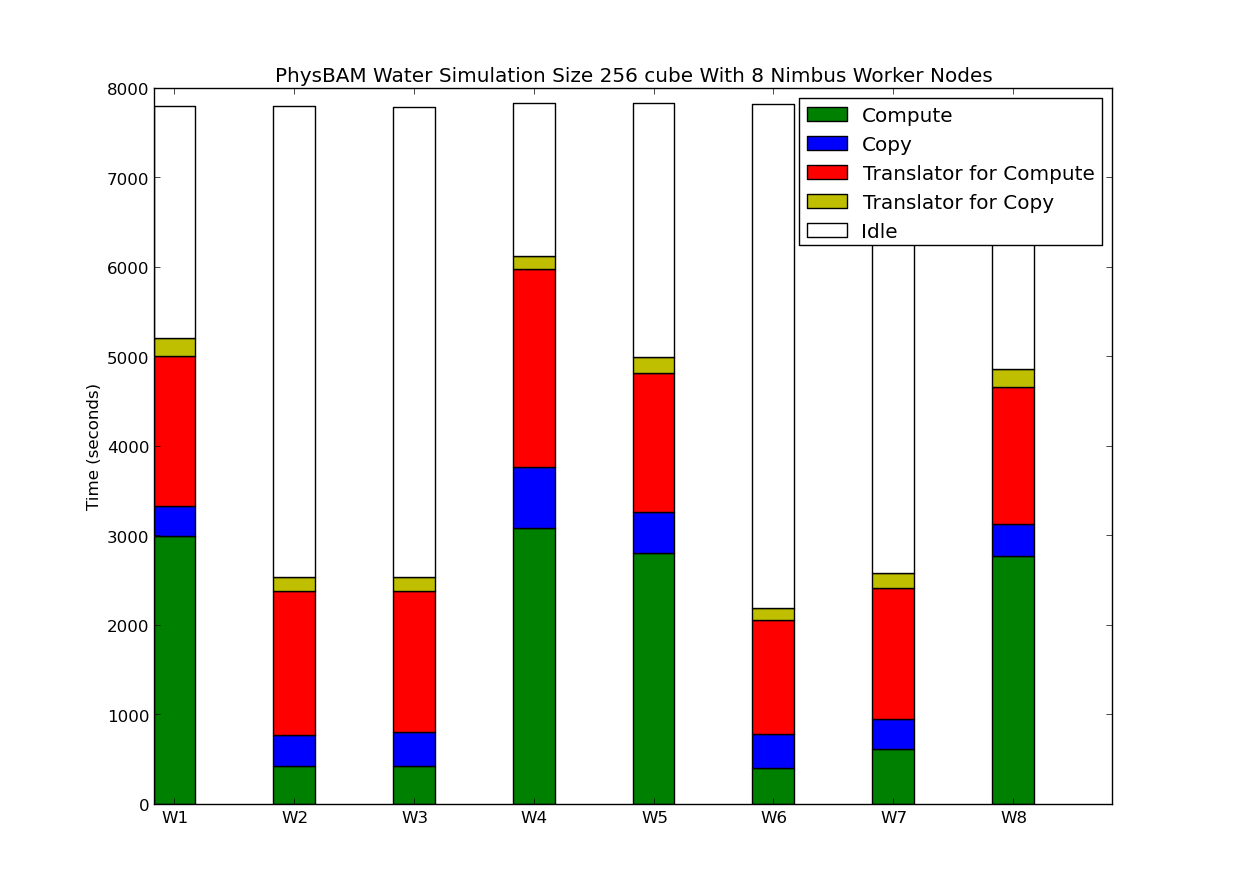 PhysBAM Water Simulation Size 256 cube With 8 Nimbus Worker Nodes
8000
7000
6000
5000
4000
3000
2000
1000
0
Time (seconds)
Compute
Copy
Translator for Compute
Translator for Copy
Idle
W1 W2 W3 W4 W5 W6 W7 W8